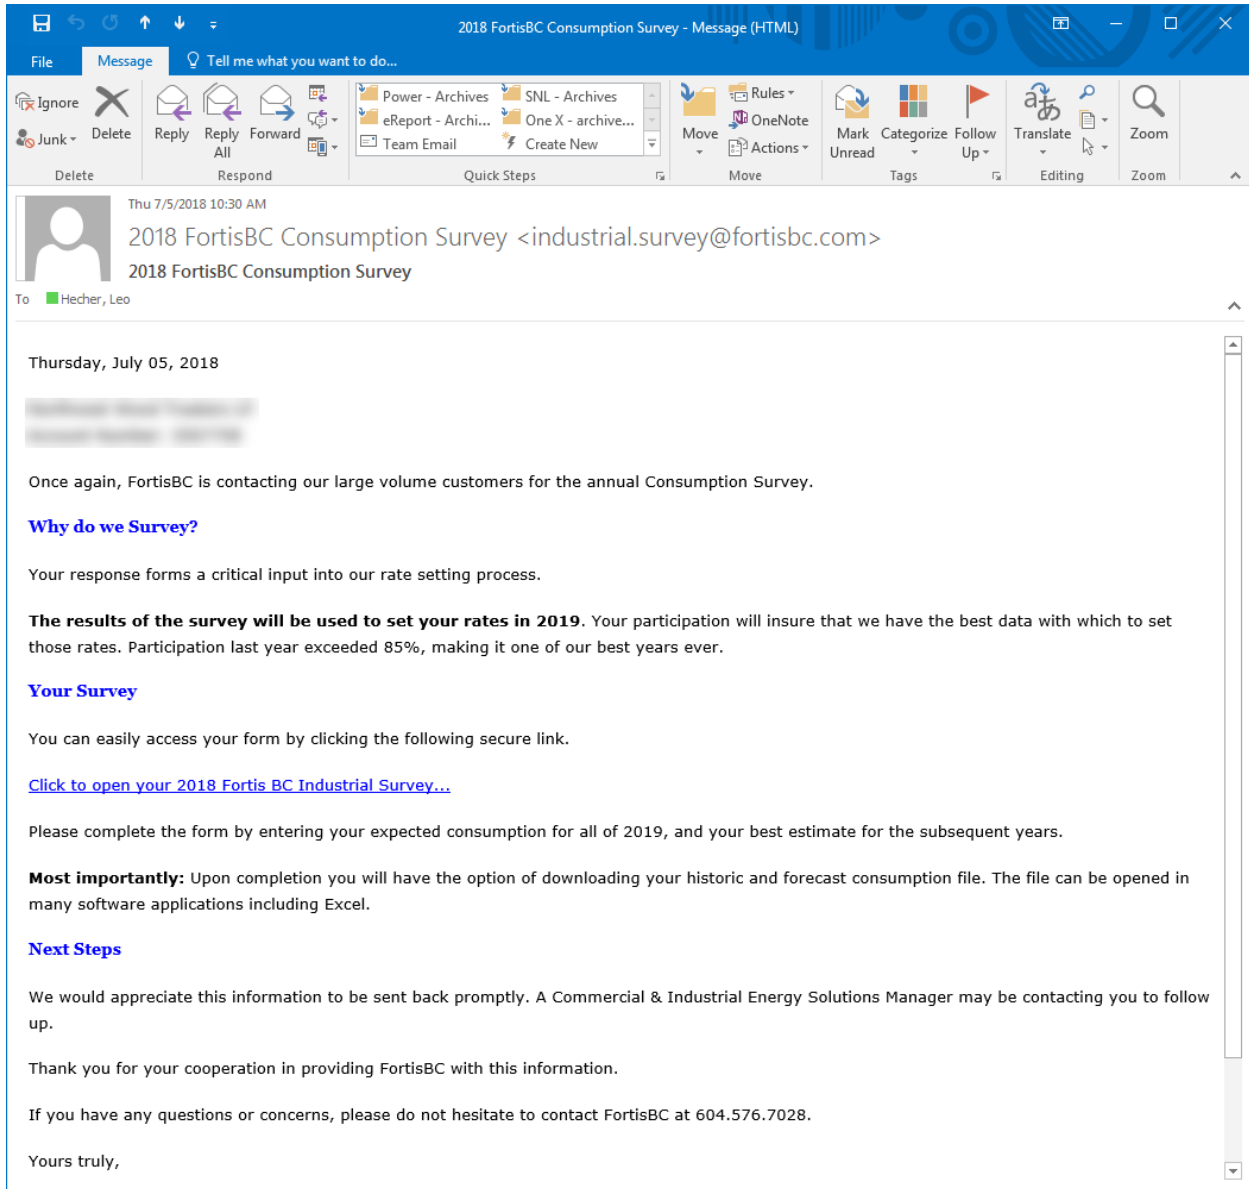 2018 FortisBC Consumption Survey - Message (HTML)
File Message Tell me what you want to do...
Ignore
Junk
Delete
Reply
Reply All
Forward
Power - Archives SNL - Archives
eReport - Archi... One X - archive...
Team Email Create New
Move
Rules
OneNote
Actions
Mark Unread
Categorize
Follow Up
Translate
Zoom
Delete Respond Quick Steps Move Tags Editing Zoom
Thu 7/5/2018 10:30 AM
2018 FortisBC Consumption Survey <industrial.survey@fortisbc.com>
2018 FortisBC Consumption Survey
To Hecher, Leo
Thursday, July 05, 2018
Once again, FortisBC is contacting our large volume customers for the annual Consumption Survey.
Why do we Survey?
Your response forms a critical input into our rate setting process.
The results of the survey will be used to set your rates in 2019. Your participation will insure that we have the best data with which to set
those rates. Participation last year exceeded 85%, making it one of our best years ever.
Your Survey
You can easily access your form by clicking the following secure link.
Click to open your 2018 Fortis BC Industrial Survey...
Please complete the form by entering your expected consumption for all of 2019, and your best estimate for the subsequent years.
Most importantly: Upon completion you will have the option of downloading your historic and forecast consumption file. The file can be opened in
many software applications including Excel.
Next Steps
We would appreciate this information to be sent back promptly. A Commercial & Industrial Energy Solutions Manager may be contacting you to follow
up.
Thank you for your cooperation in providing FortisBC with this information.
If you have any questions or concerns, please do not hesitate to contact FortisBC at 604.576.7028.
Yours truly,